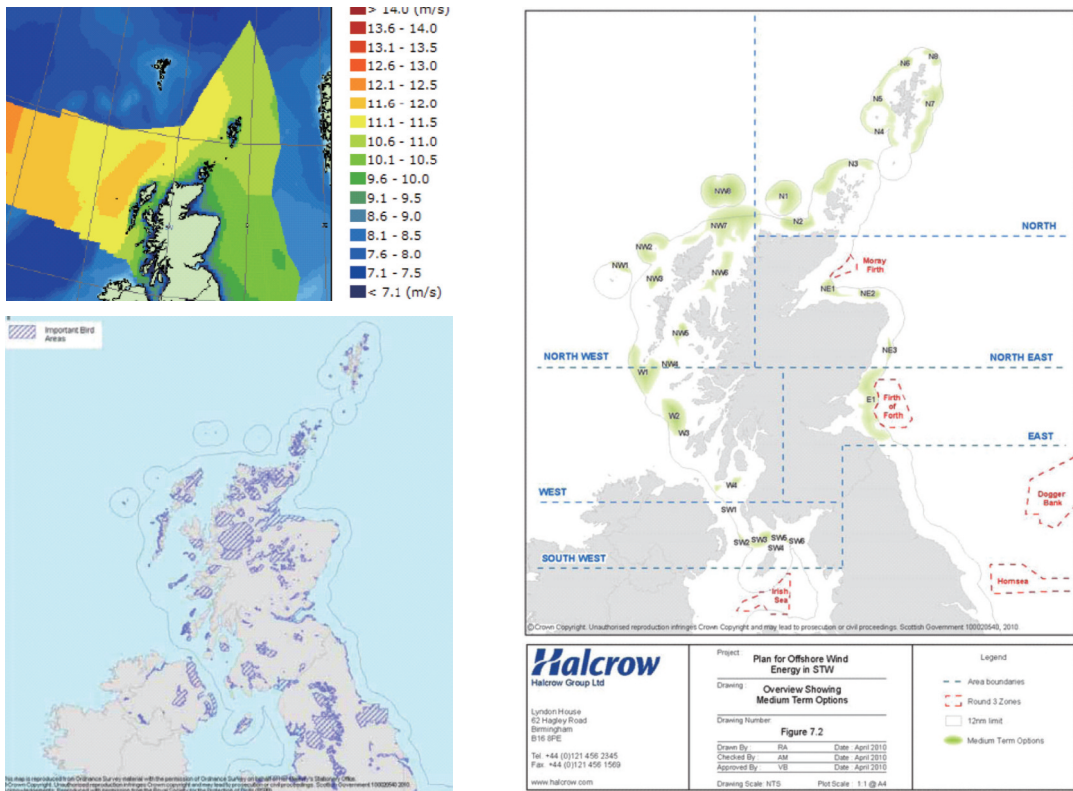 > 14.0 (m/s)
13.6 - 14.0
13.1 - 13.5
12.6 - 13.0
12.1 - 12.5
11.6 - 12.0
11.1 - 11.5
10.6 - 11.0
10.1 - 10.5
9.6 - 10.0
9.1 - 9.5
8.6 - 9.0
8.1 - 8.5
7.6 - 8.0
7.1 - 7.5
< 7.1 (m/s)
Important Bird
Areas
N8
N6
N7
N5
N4
N3
NW8
N1
N2
NW7
NORTH
NW2
NW1
NW3
NW6
Moray
Firth
NE1
NE2
NW5
NE3
NORTH WEST
NW4
NORTH EAST
W1
E1
Firth
of
Forth
W2
W3
EAST
W4
Dogger
Bank
WEST
SW1
SW2
SW3
SW5
SW4
SW6
SOUTH WEST
Irish
Sea
Hornsea
©Crown Copyright. Unauthorised reproduction infringes Crown Copyright and may lead to prosecution or civil proceedings. Scottish Government 100020540, 2010.
Halcrow
Halcrow Group Ltd
Lyndon House
62 Hagley Road
Birmingham
B16 8PE
Tel. +44 (0)121 456 2345
Fax. +44 (0)121 456 1569
www.halcrow.com
Project
Plan for Offshore Wind
Energy in STW
Drawing
Overview Showing
Medium Term Options
Drawing Number
Figure 7.2
Drawn By : RA Date : April 2010
Checked By : AM Date : April 2010
Approved By : VB Date : April 2010
Drawing Scale: NTS Plot Scale : 1:1 @ A4
Legend
Area boundaries
Round 3 Zones
12nm limit
Medium Term Options